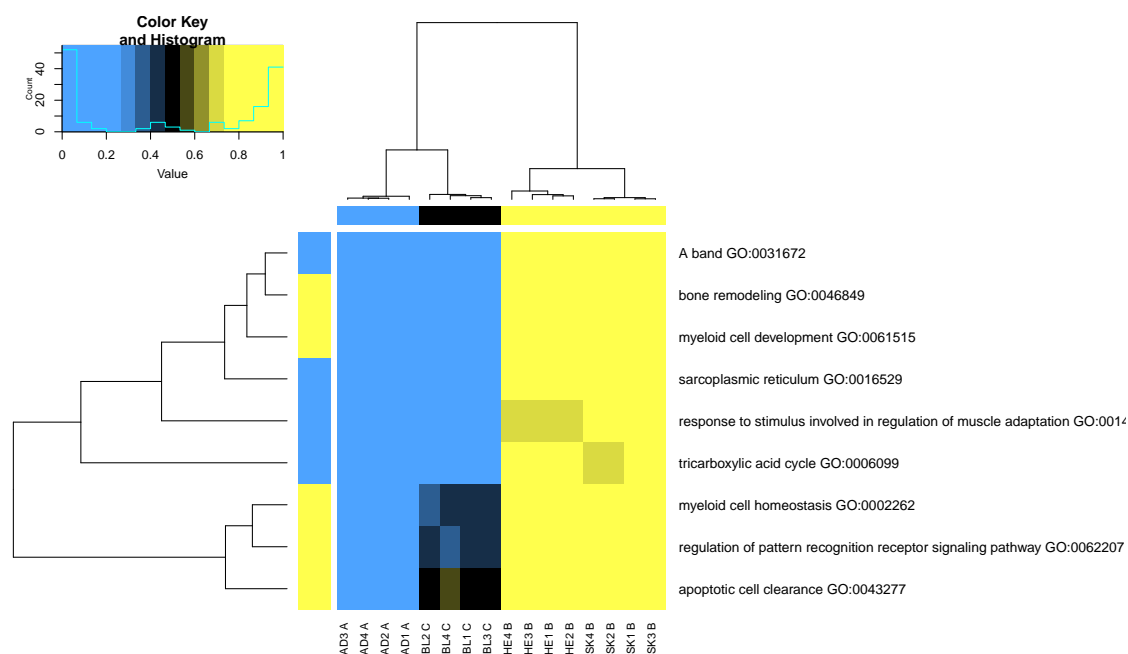 Color Key
and Histogram
Count
0 20 40
0 0.2 0.4 0.6 0.8 1
Value
A band GO:0031672
bone remodeling GO:0046849
myeloid cell development GO:0061515
sarcoplasmic reticulum GO:0016529
response to stimulus involved in regulation of muscle adaptation GO:0014
tricarboxylic acid cycle GO:0006099
myeloid cell homeostasis GO:0002262
regulation of pattern recognition receptor signaling pathway GO:0062207
apoptotic cell clearance GO:0043277
AD3 A
AD4 A
AD2 A
AD1 A
BL2 C
BL4 C
BL1 C
BL3 C
HE4 B
HE3 B
HE1 B
HE2 B
SK4 B
SK2 B
SK1 B
SK3 B